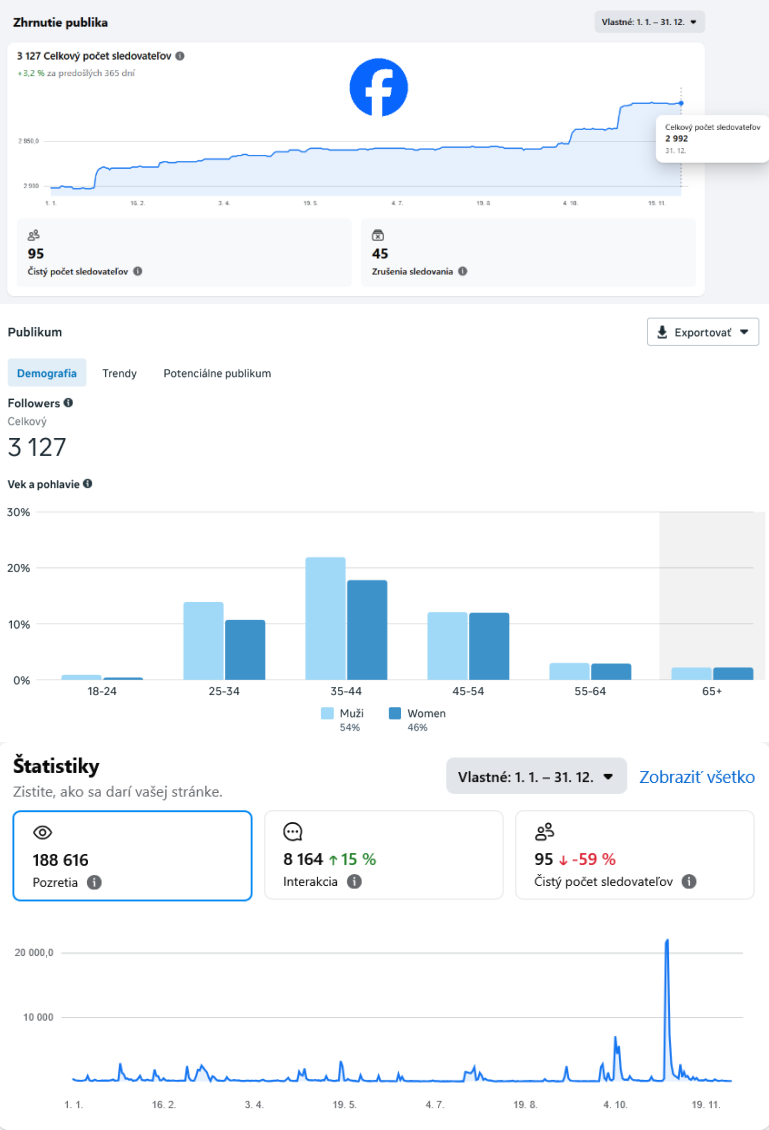 Zhrnutie publika
Vlastné: 1. 1. – 31. 12.
3 127 Celkový počet sledovateľov
+3,2 % za predošlých 365 dní
2 950,0
2 900
Celkový počet sledovateľov
2 992
31. 12.
1. 1. 16. 2. 3. 4. 19. 5. 4. 7. 19. 8. 4. 10. 19. 11.
95
Čistý počet sledovateľov
45
Zrušenia sledovania
Publikum
Exportovať
Demografia Trendy Potenciálne publikum
Followers
Celkový
3 127
Vek a pohlavie
30%
20%
10%
0%
18-24 25-34 35-44 45-54 55-64 65+
Muži Women
54% 46%
Štatistiky
Zistite, ako sa darí vašej stránke.
Vlastné: 1. 1. – 31. 12.
Zobraziť všetko
188 616
Pozretia
8 164 ↑ 15 %
Interakcia
95 ↓ -59 %
Čistý počet sledovateľov
20 000,0
10 000
1. 1. 16. 2. 3. 4. 19. 5. 4. 7. 19. 8. 4. 10. 19. 11.